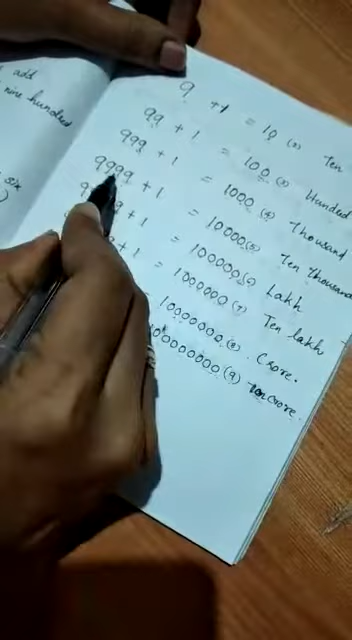 add
nine hundred
six
9 +1 = 10 (2) Ten
99 + 1 = 100 (3) Hundred
999 + 1 = 1000 (4) Thousand
9999 + 1 = 10000 (5) Ten thousand
+ 1 = 100000 (6) Lakh
+ 1 = 1000000 (7) Ten lakh
10000000 (8) Crore.
(9) ten crore.